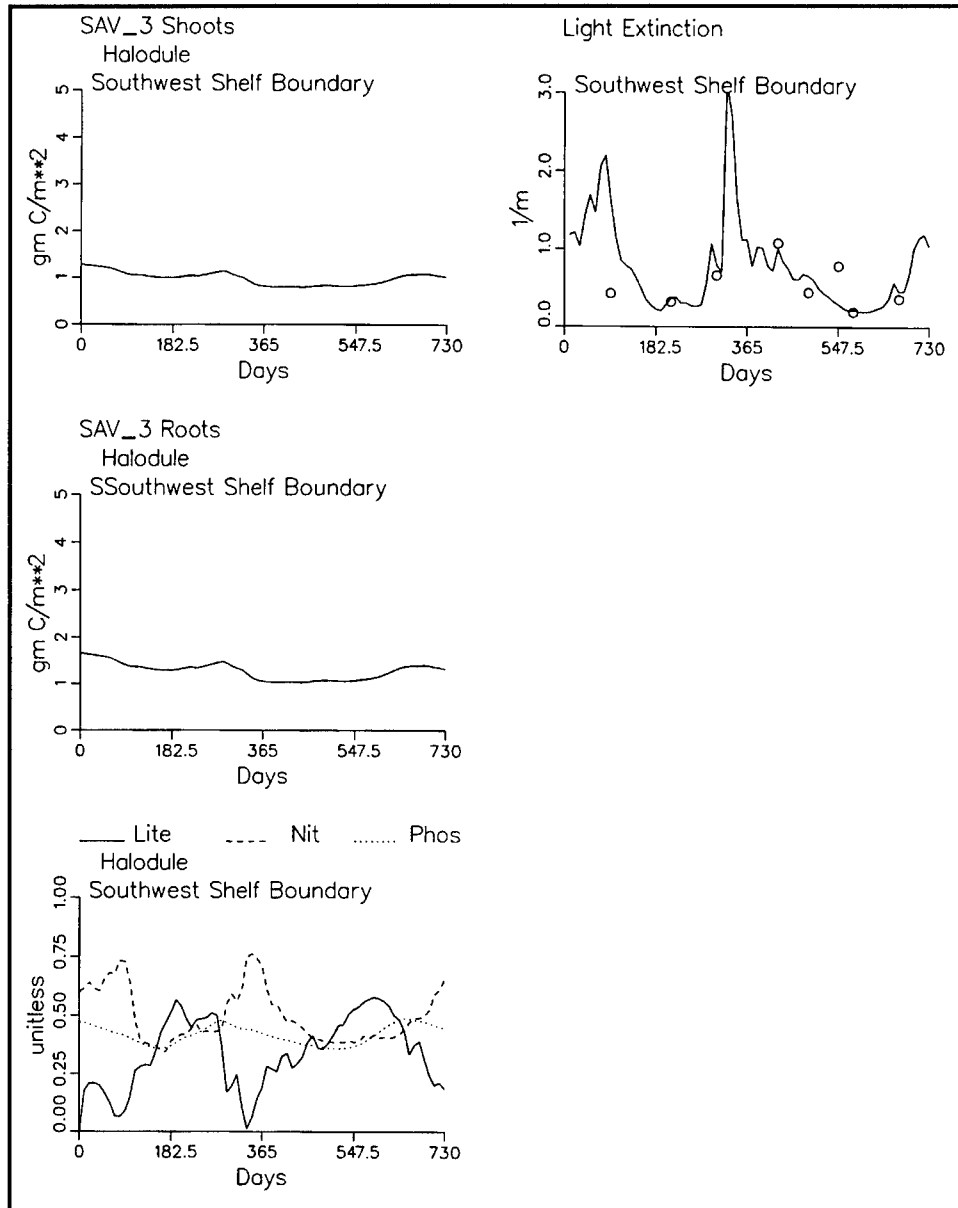 SAV_3 Shoots
Halodule
Southwest Shelf Boundary
gm C/m**2
5
4
3
2
1
0
0 182.5 365 547.5 730
Days
Light Extinction
Southwest Shelf Boundary
1/m
3.0
2.0
1.0
0.0
0 182.5 365 547.5 730
Days
SAV_3 Roots
Halodule
SSouthwest Shelf Boundary
gm C/m**2
5
4
3
2
1
0
0 182.5 365 547.5 730
Days
Lite Nit Phos
Halodule
Southwest Shelf Boundary
unitless
1.00
0.75
0.50
0.25
0.00
0 182.5 365 547.5 730
Days